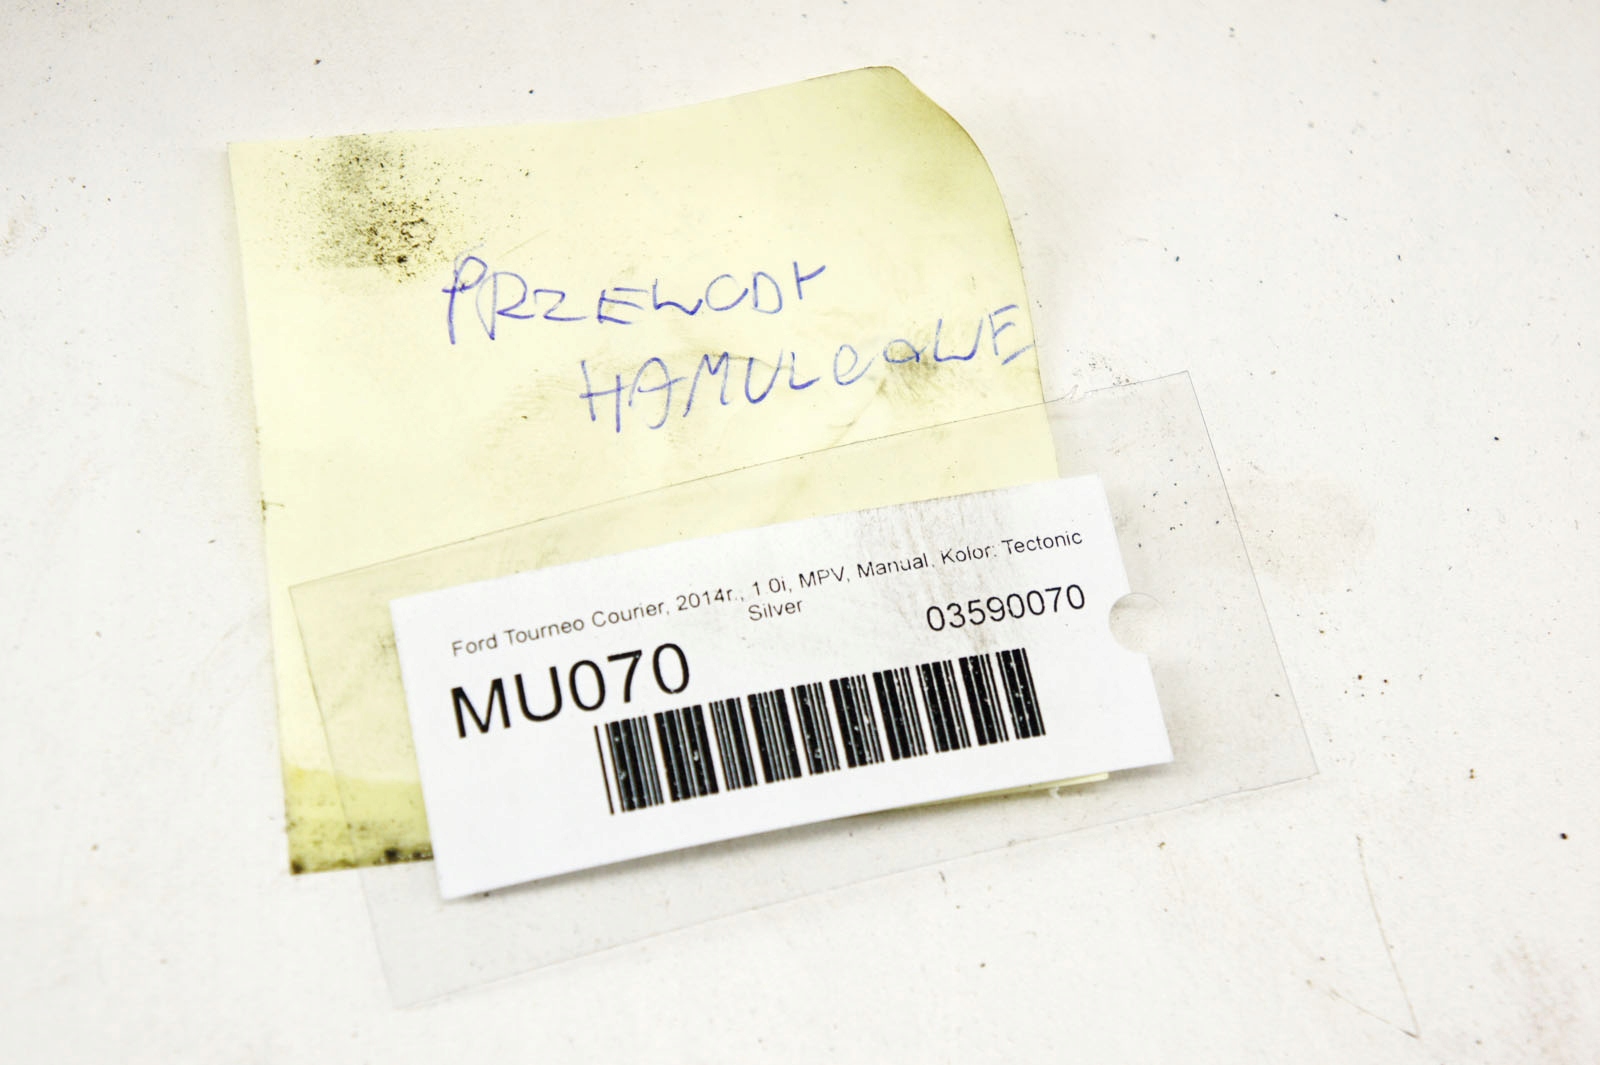 PRZEWODY
HAMULCOWE
Ford Tourneo Courier, 2014r., 1.0i, MPV, Manual, Kolor: Tectonic
Silver
03590070
MU070